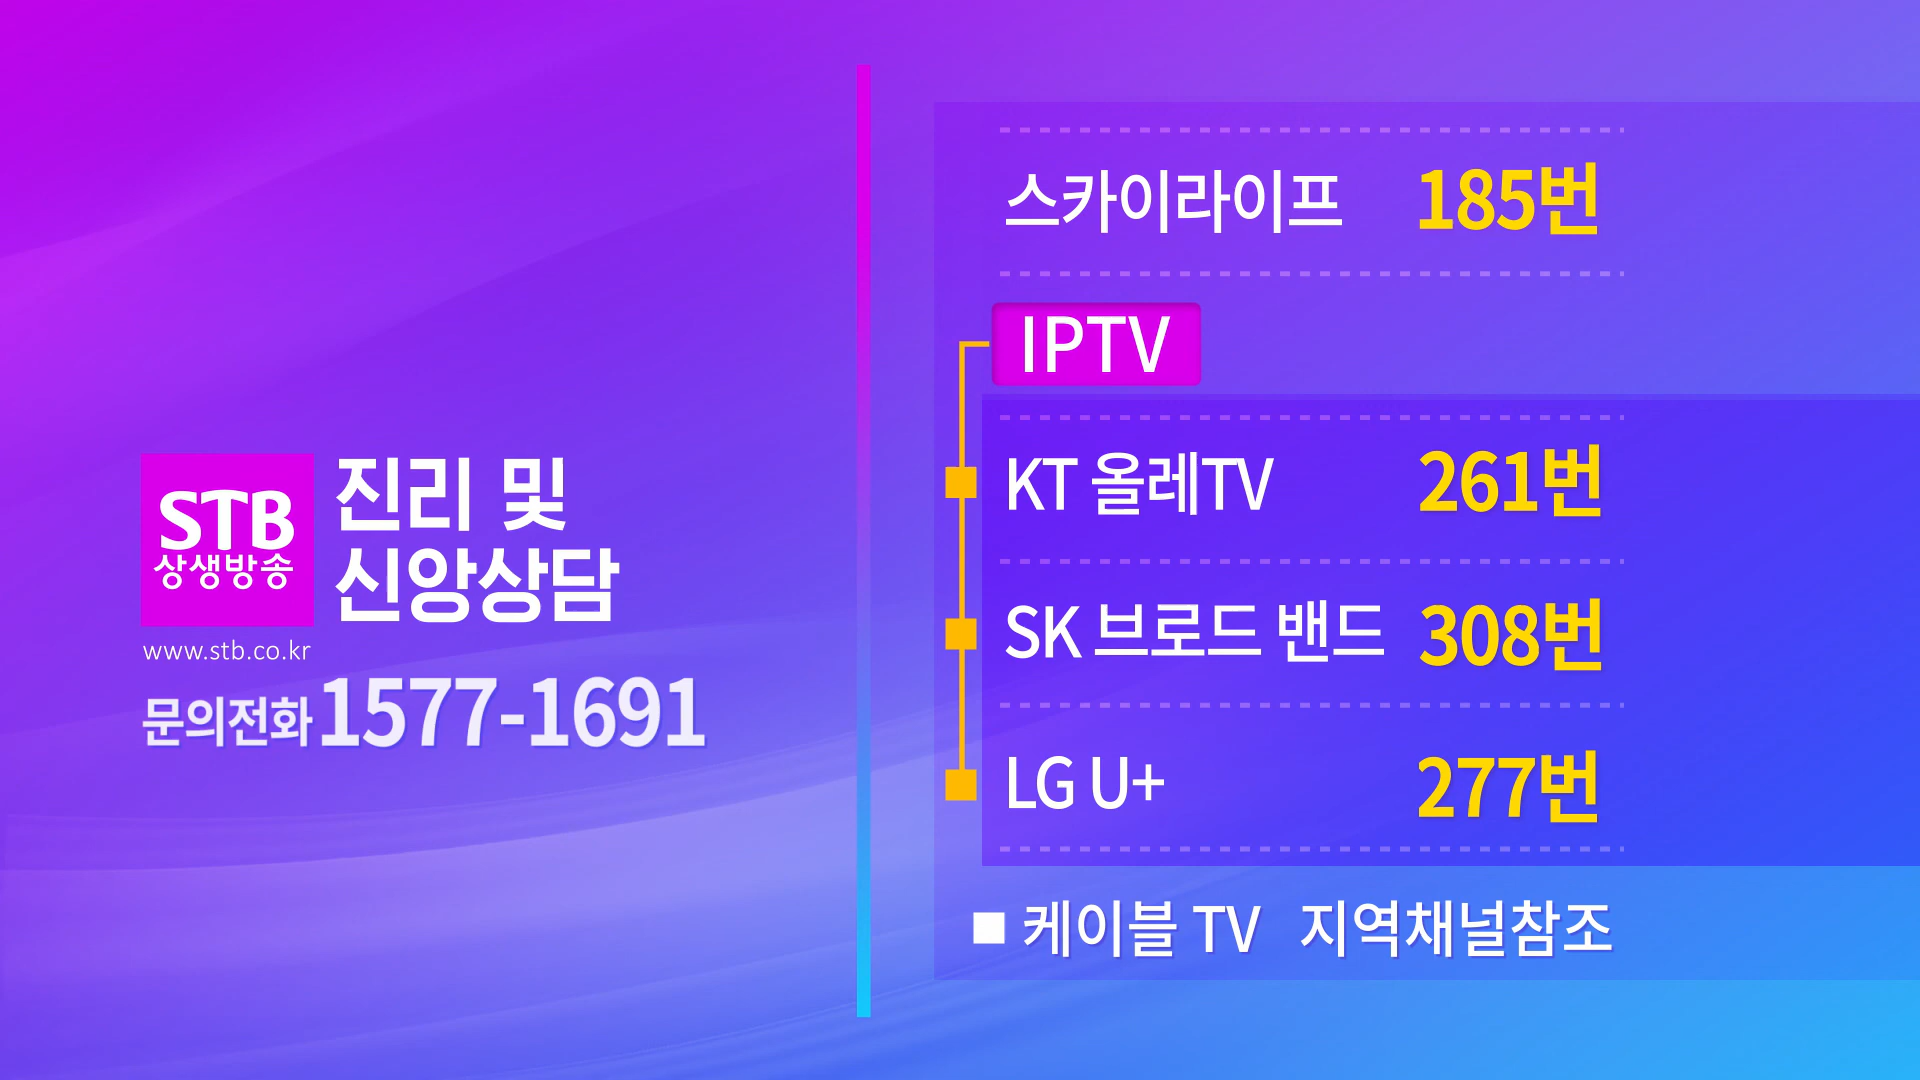 STB
상생방송
www.stb.co.kr
진리 및
신앙상담
문의전화 1577-1691
스카이라이프 185번
IPTV
KT 올레TV 261번
SK 브로드 밴드 308번
LG U+ 277번
케이블 TV 지역채널참조